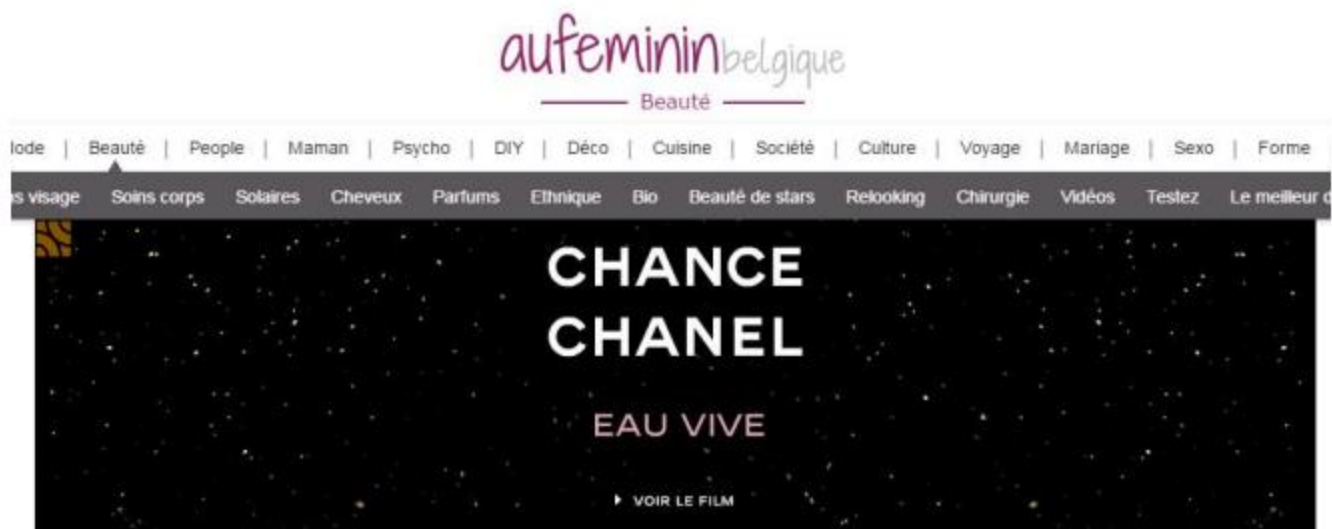 aufemininbelgique
Beauté
lode | Beauté | People | Maman | Psycho | DIY | Déco | Cuisine | Société | Culture | Voyage | Mariage | Sexo | Forme
s visage Soins corps Solaires Cheveux Parfums Ethnique Bio Beauté de stars Relooking Chirurgie Vidéos Testez Le meilleur d
CHANCE
CHANEL
EAU VIVE
VOIR LE FILM